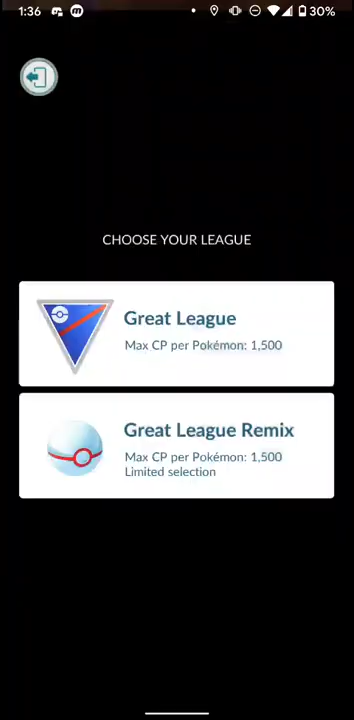 1:36
30%
CHOOSE YOUR LEAGUE
Great League
Max CP per Pokémon: 1,500
Great League Remix
Max CP per Pokémon: 1,500
Limited selection